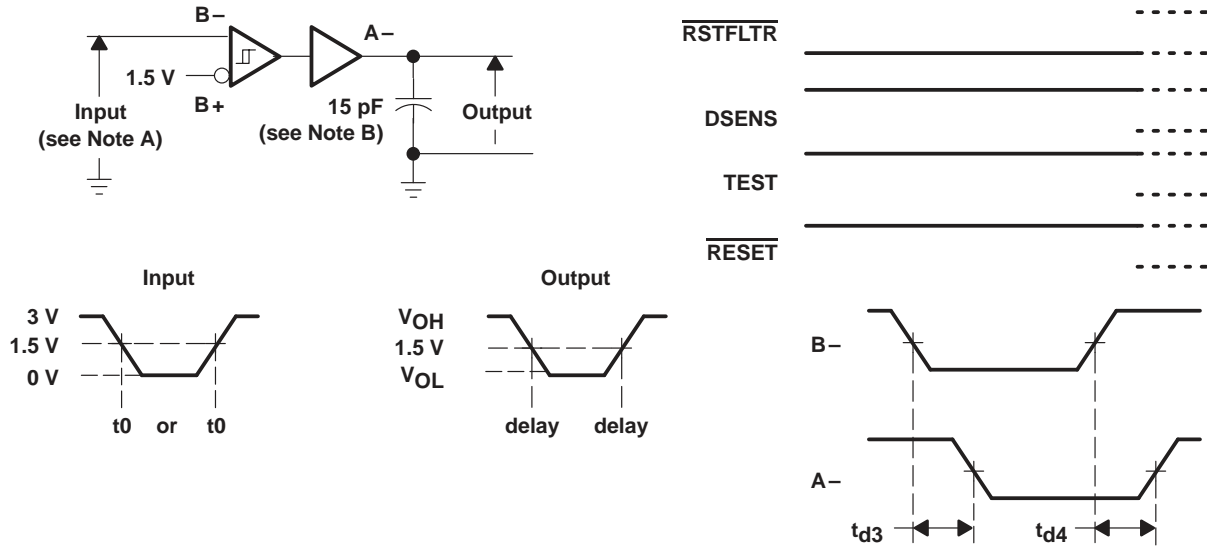 B–
A–
1.5 V
B+
Input
(see Note A)
15 pF
(see Note B)
Output
RSTFLTR
DSENS
TEST
RESET
Input
3 V
1.5 V
0 V
t0 or t0
Output
VOH
1.5 V
VOL
delay delay
B–
A–
td3
td4